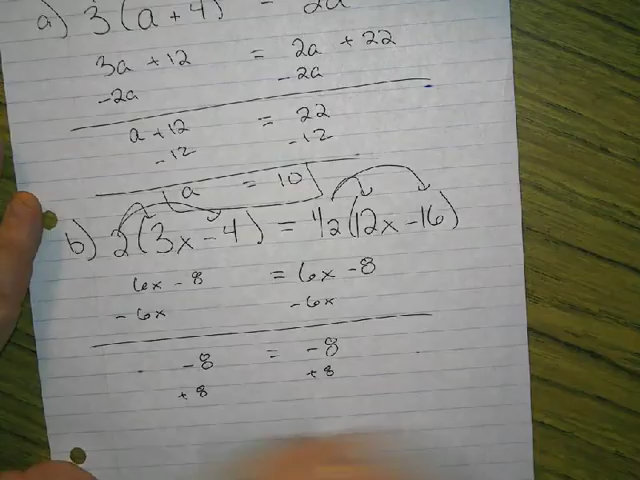 a) 3(a+4) = 2a
3a + 12 = 2a + 22
-2a -2a
a + 12 = 22
-12 -12
a = 10
b) 2(3x - 4) = 1/2(12x - 16)
6x - 8 = 6x - 8
-6x -6x
-8 = -8
+8 +8